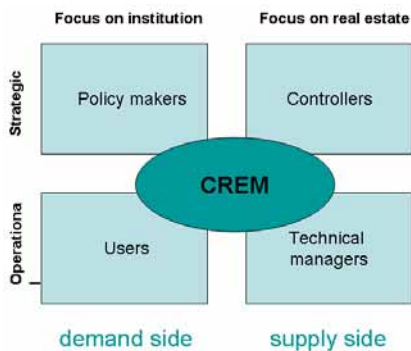 Focus on institution Focus on real estate
Strategic
Policy makers Controllers
CREM
Operationa
Users Technical
managers
demand side supply side